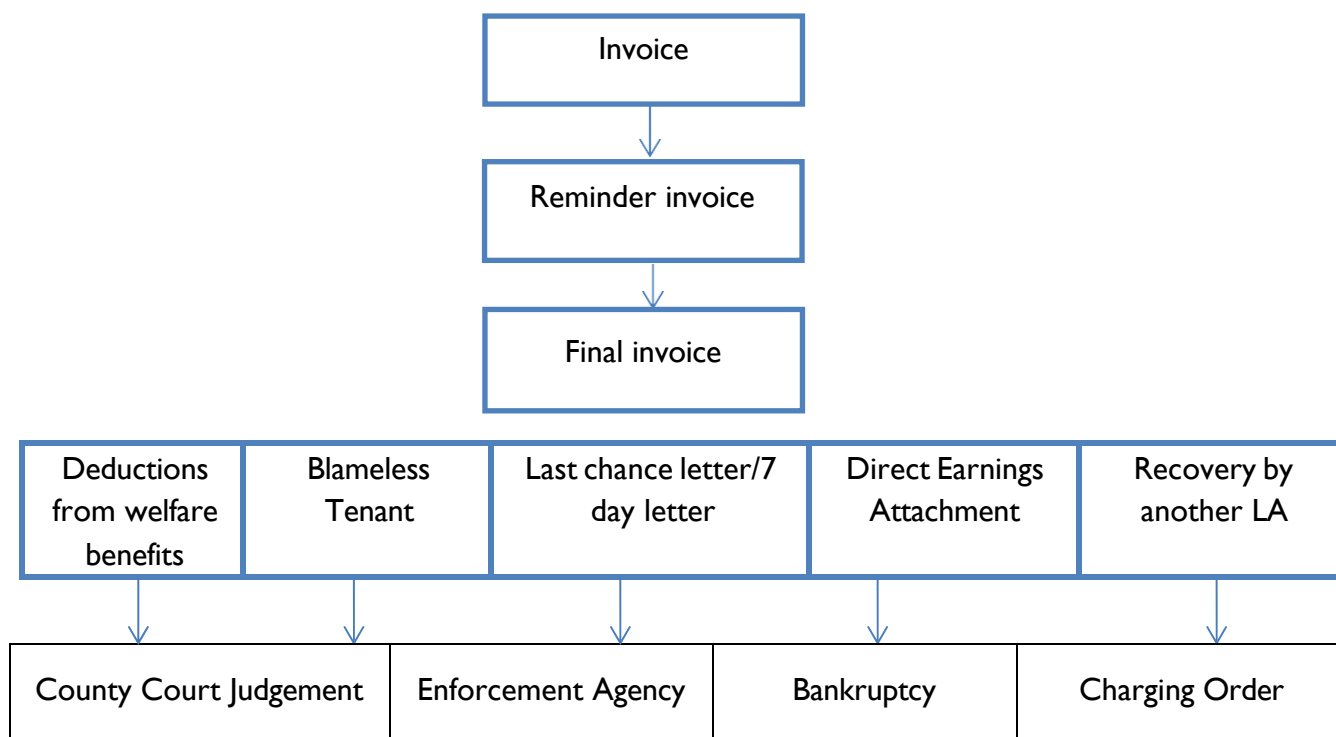 Invoice
Reminder invoice
Final invoice
Deductions
from welfare
benefits
Blameless
Tenant
Last chance letter/7
day letter
Direct Earnings
Attachment
Recovery by
another LA
County Court Judgement
Enforcement Agency
Bankruptcy
Charging Order